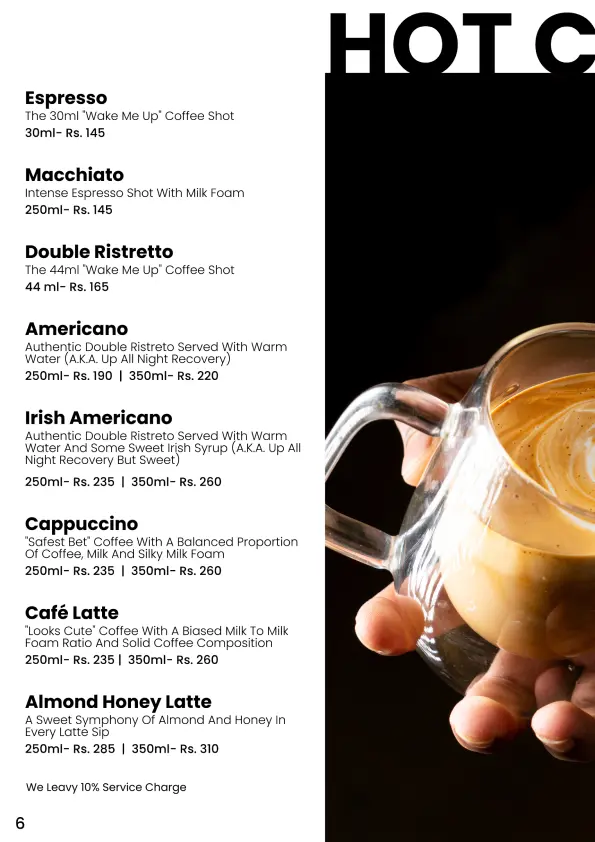 HOT C
Espresso
The 30ml "Wake Me Up" Coffee Shot
30ml- Rs. 145
Macchiato
Intense Espresso Shot With Milk Foam
250ml- Rs. 145
Double Ristretto
The 44ml "Wake Me Up" Coffee Shot
44 ml- Rs. 165
Americano
Authentic Double Ristreto Served With Warm
Water (A.K.A. Up All Night Recovery)
250ml- Rs. 190 | 350ml- Rs. 220
Irish Americano
Authentic Double Ristreto Served With Warm
Water And Some Sweet Irish Syrup (A.K.A. Up All
Night Recovery But Sweet)
250ml- Rs. 235 | 350ml- Rs. 260
Cappuccino
"Safest Bet" Coffee With A Balanced Proportion
Of Coffee, Milk And Silky Milk Foam
250ml- Rs. 235 | 350ml- Rs. 260
Café Latte
"Looks Cute" Coffee With A Biased Milk To Milk
Foam Ratio And Solid Coffee Composition
250ml- Rs. 235 | 350ml- Rs. 260
Almond Honey Latte
A Sweet Symphony Of Almond And Honey In
Every Latte Sip
250ml- Rs. 285 | 350ml- Rs. 310
We Leavy 10% Service Charge
6